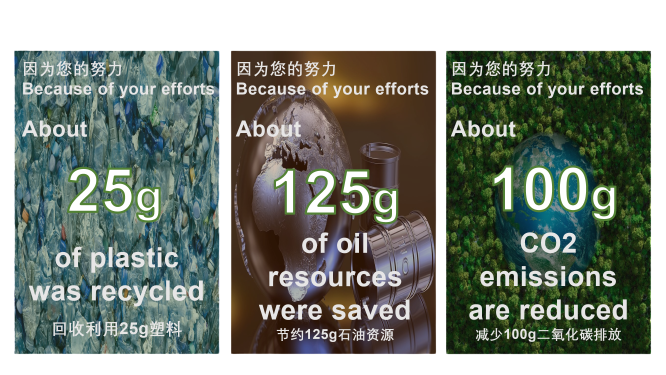 因为您的努力
Because of your efforts
About
25g
of plastic
was recycled
回收利用25g塑料
因为您的努力
Because of your efforts
About
125g
of oil
resources
were saved
节约125g石油资源
因为您的努力
Because of your efforts
About
100g
CO2
emissions
are reduced
减少100g二氧化碳排放